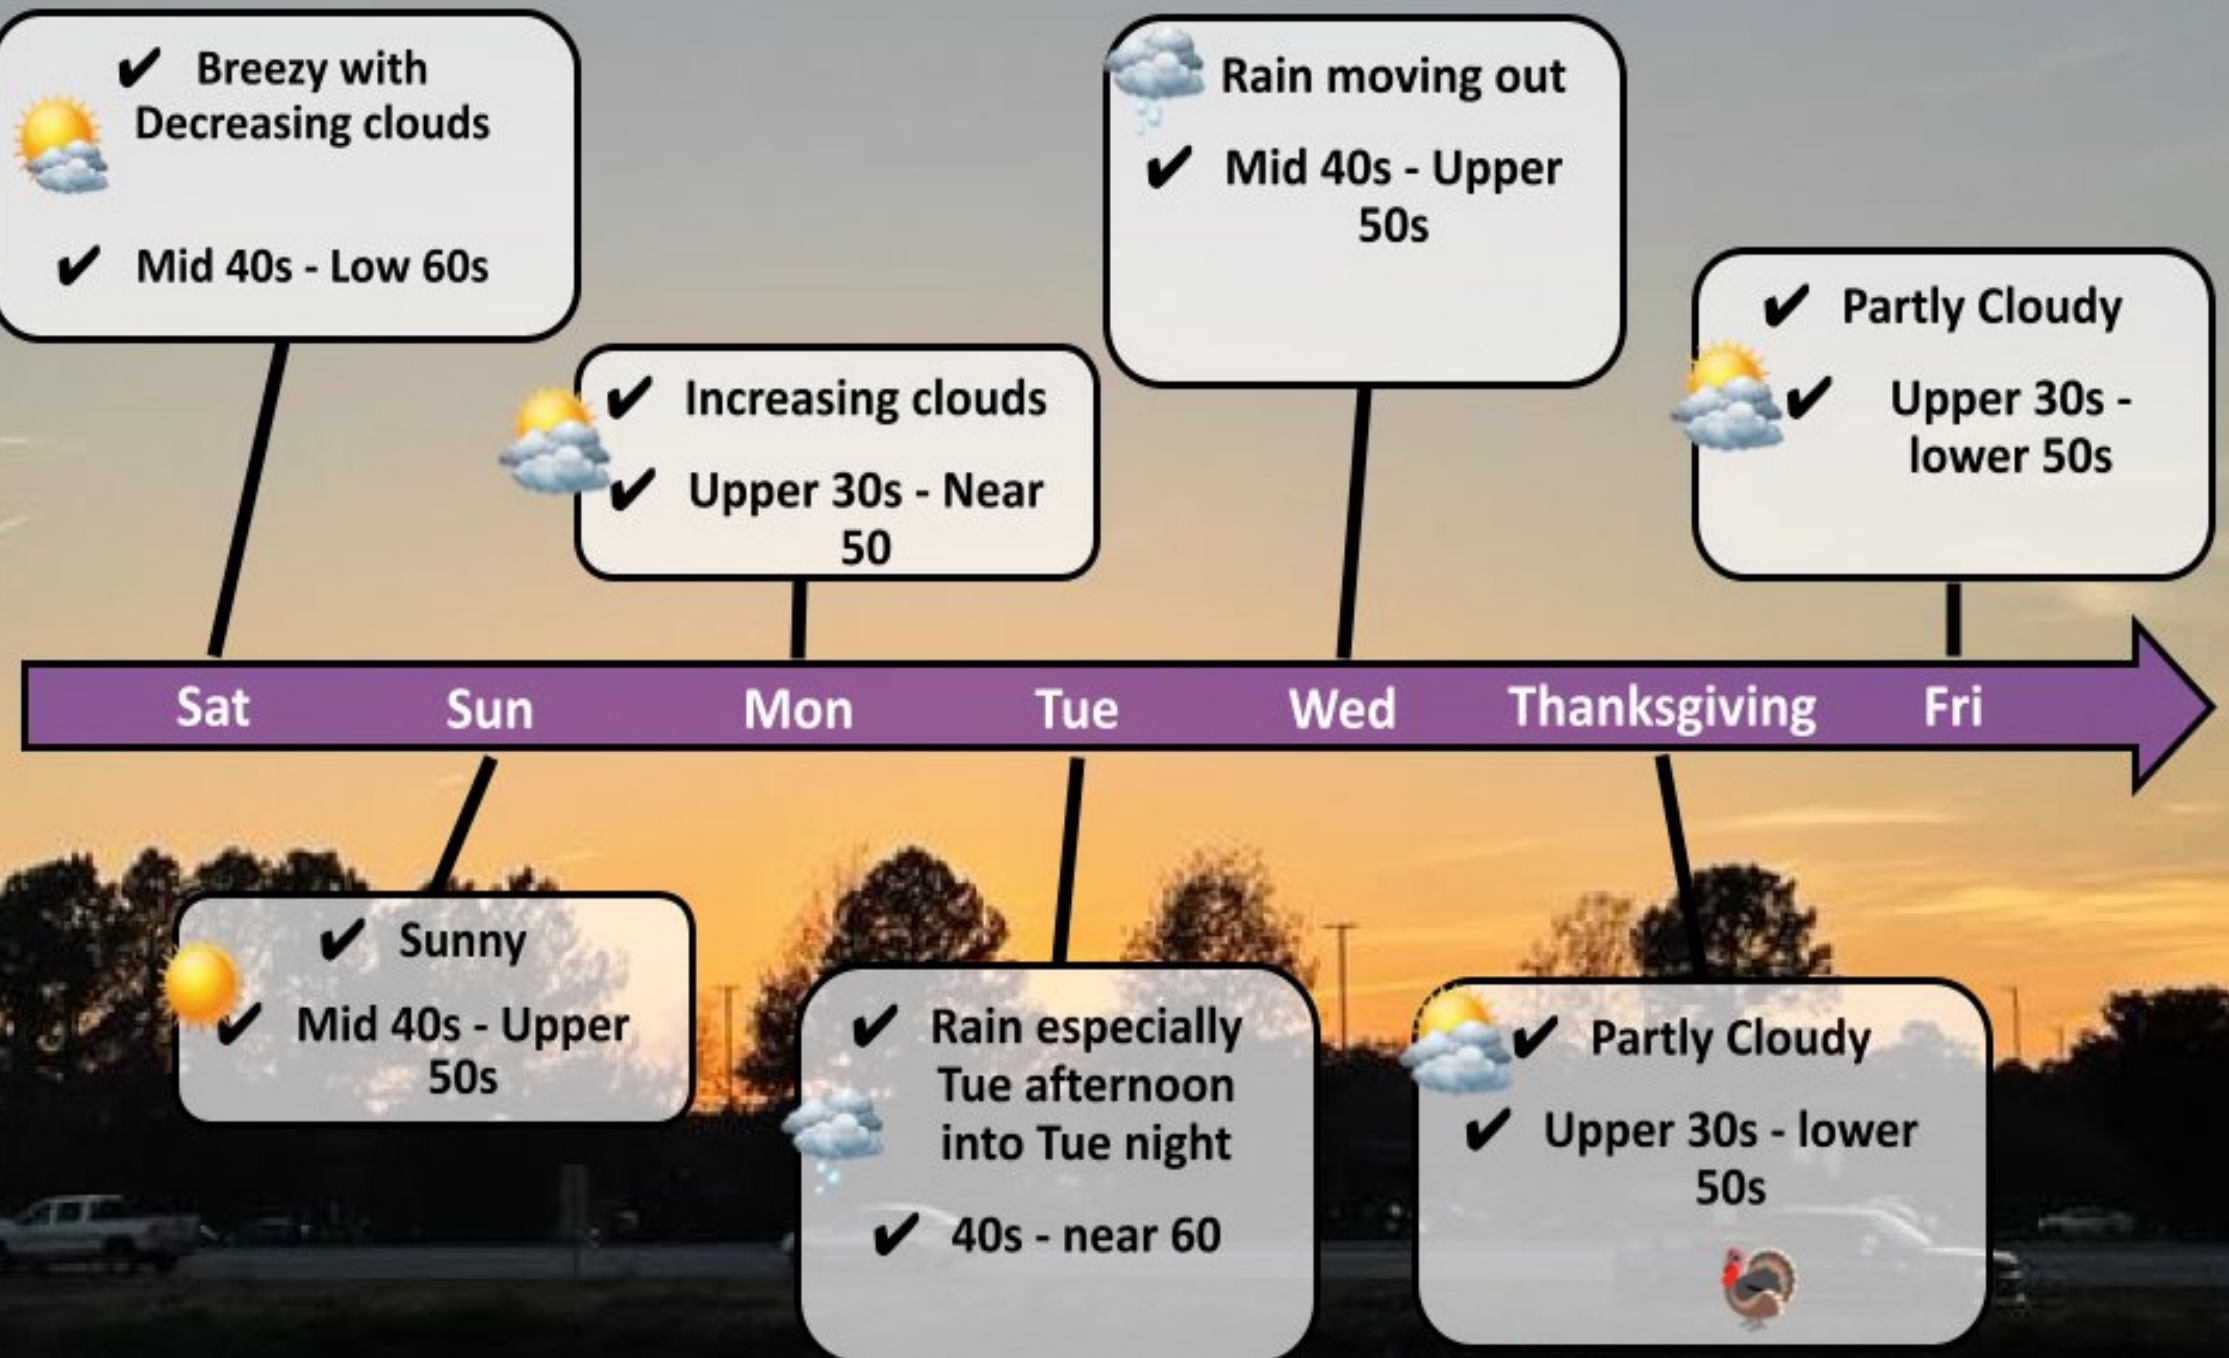 ✔ Breezy with
Decreasing clouds
✔ Mid 40s - Low 60s
Rain moving out
✔ Mid 40s - Upper
50s
✔ Increasing clouds
✔ Upper 30s - Near
50
✔ Partly Cloudy
✔ Upper 30s -
lower 50s
Sat Sun Mon Tue Wed Thanksgiving Fri
✔ Sunny
✔ Mid 40s - Upper
50s
✔ Rain especially
Tue afternoon
into Tue night
✔ 40s - near 60
✔ Partly Cloudy
✔ Upper 30s - lower
50s